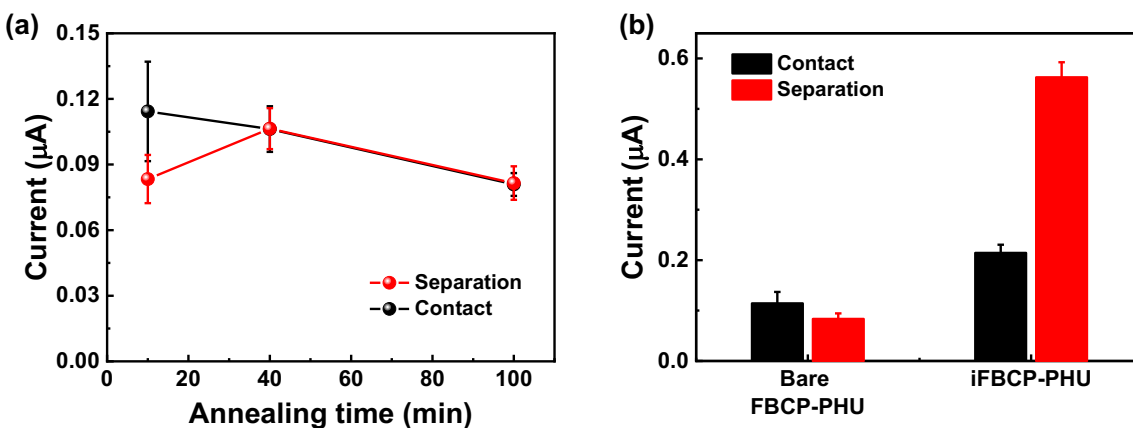 (a)
0.15
0.12
0.09
0.06
0.03
0.00
Current (μA)
0 20 40 60 80 100
Annealing time (min)
Separation
Contact
(b)
0.6
0.4
0.2
0.0
Current (μA)
Contact
Separation
Bare
FBCP-PHU
iFBCP-PHU